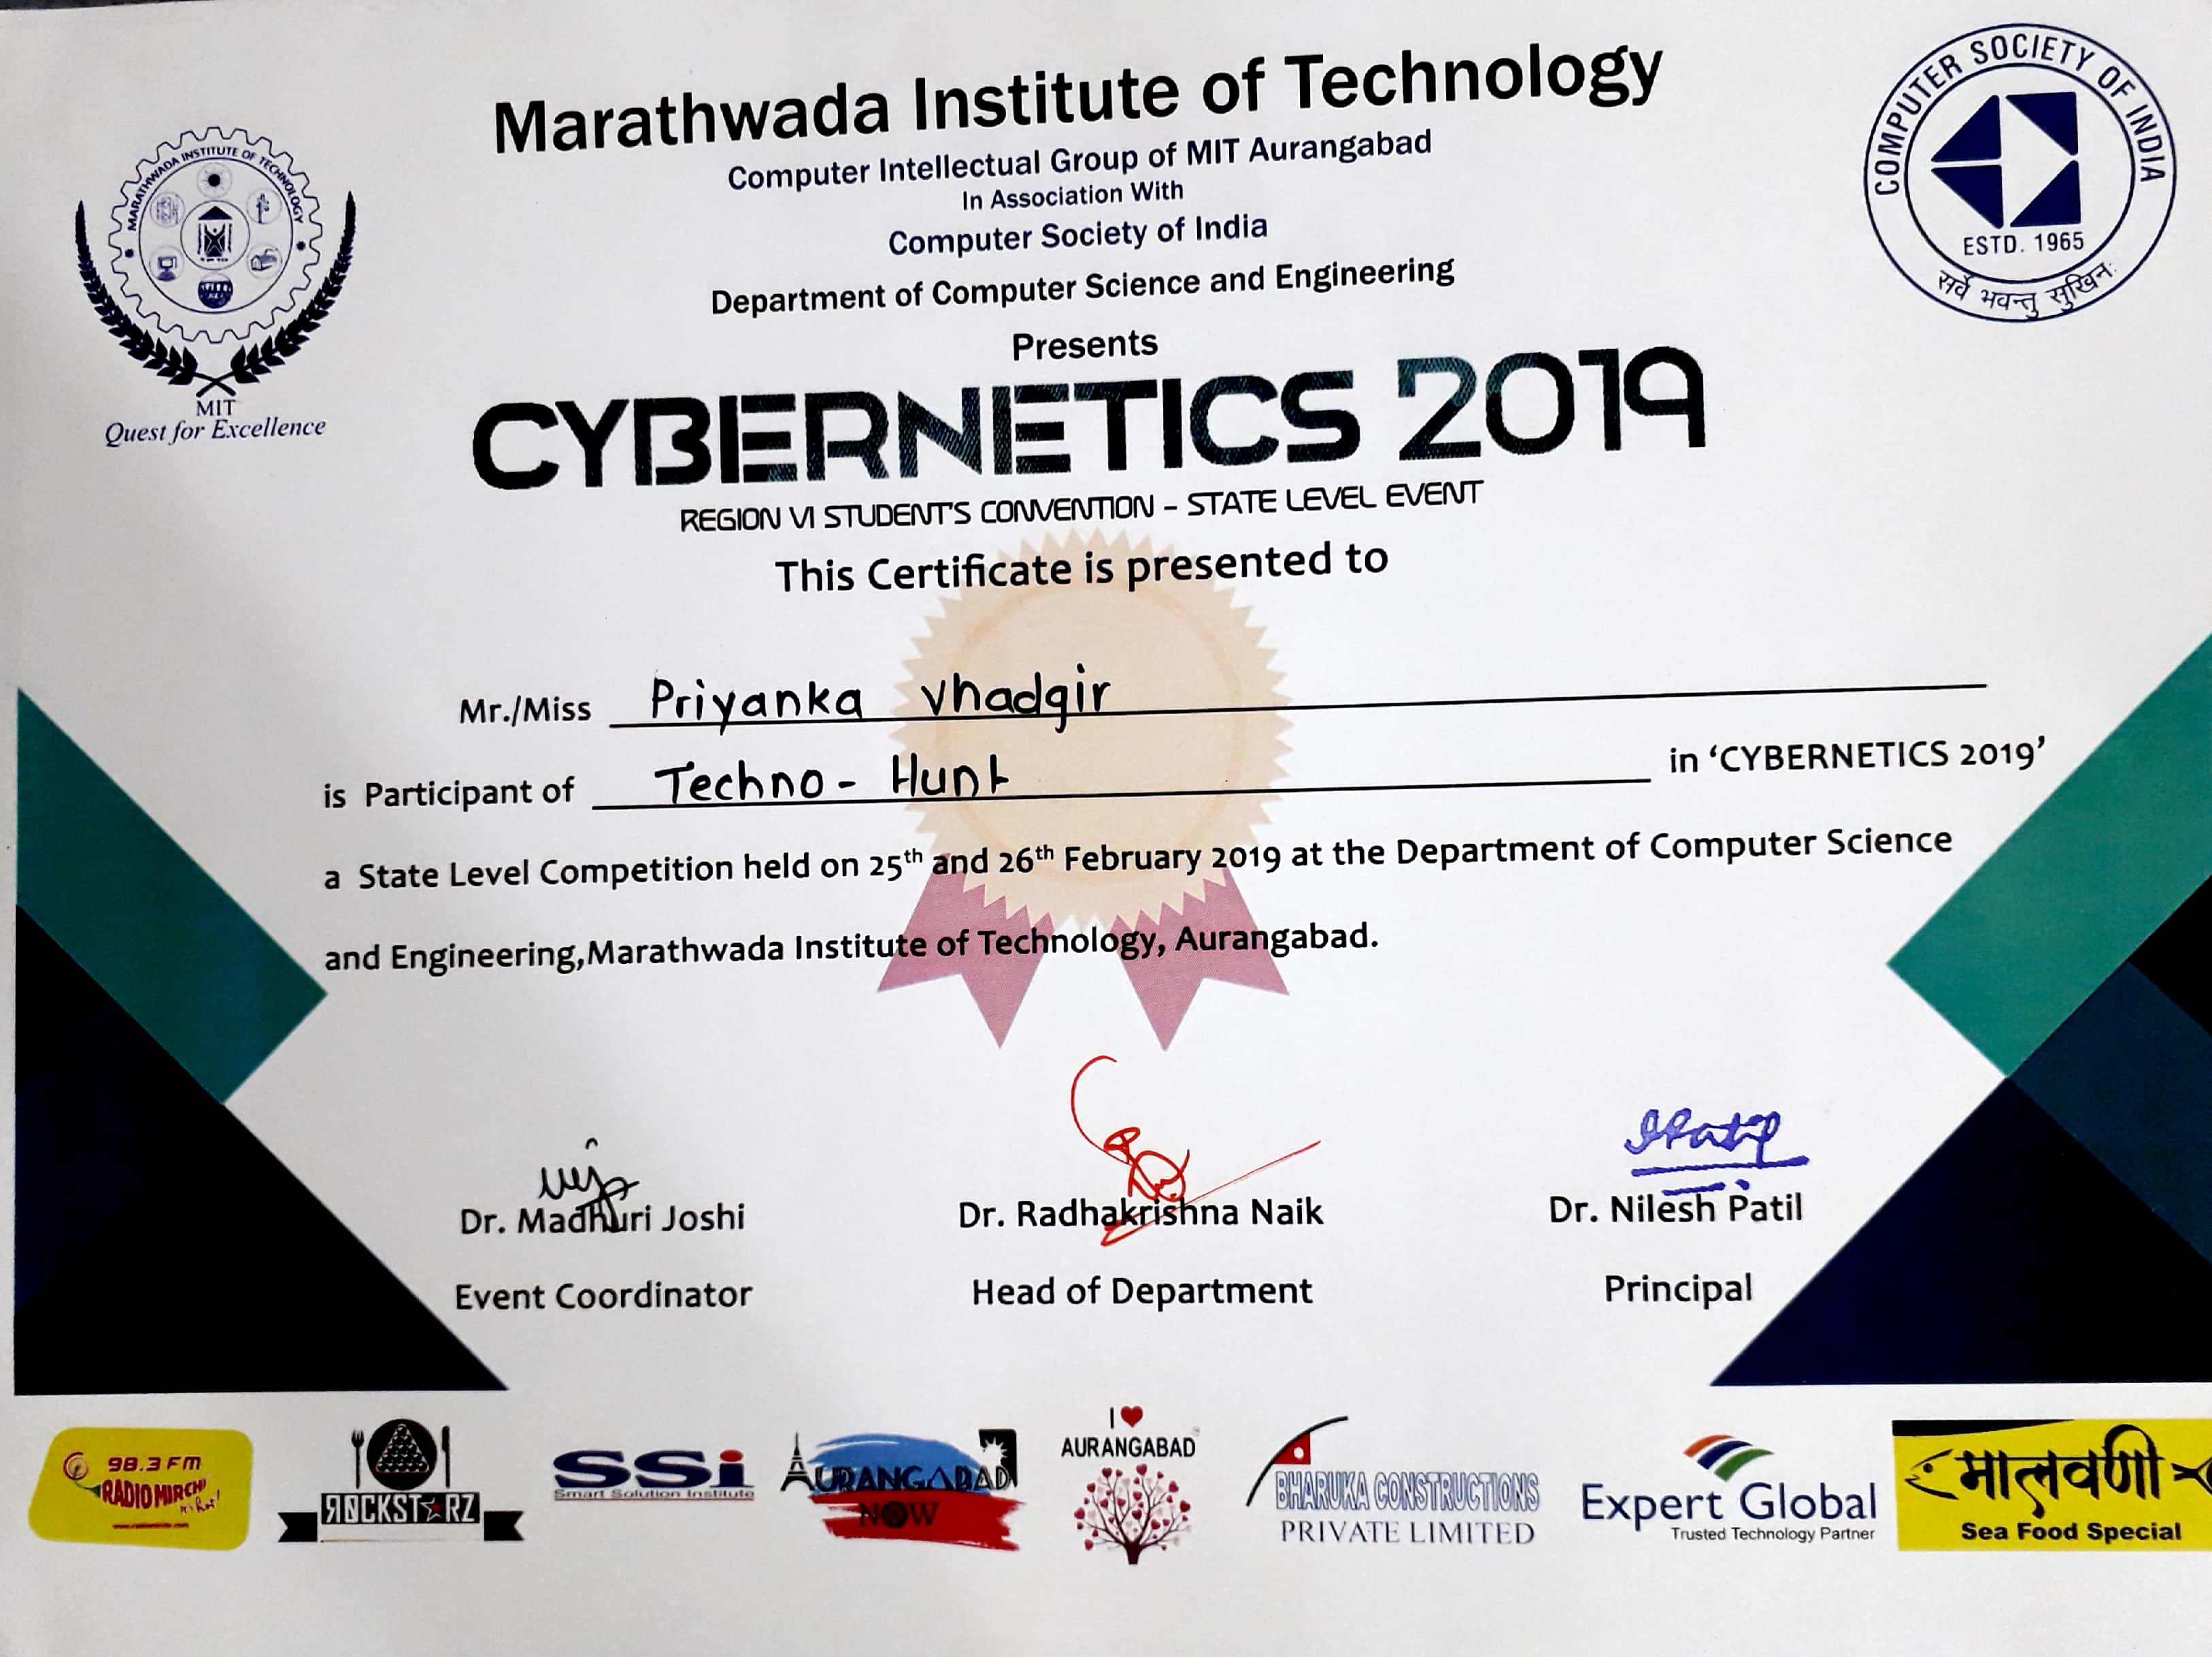 Marathwada Institute of Technology
Computer Intellectual Group of MIT Aurangabad
In Association With
Computer Society of India
Department of Computer Science and Engineering
Presents
MARATHWADA INSTITUTE OF TECHNOLOGY
MIT
Quest for Excellence
COMPUTER SOCIETY OF INDIA
ESTD. 1965
सर्वे भवन्तु सुखिनः
CYBERNETICS 2019
REGION VI STUDENT'S CONVENTION - STATE LEVEL EVENT
This Certificate is presented to
Mr./Miss Priyanka Vhadgir
is Participant of Techno - Hunt in ‘CYBERNETICS 2019’
a State Level Competition held on 25th and 26th February 2019 at the Department of Computer Science
and Engineering,Marathwada Institute of Technology, Aurangabad.
Dr. Madhuri Joshi
Event Coordinator
Dr. Radhakrishna Naik
Head of Department
Dr. Nilesh Patil
Principal
98.3 FM
RADIO MIRCHI
it's hot!
ROCKSTARZ
SSi
Smart Solution Institute
AURANGABAD
NOW
I
AURANGABAD
BHARUKA CONSTRUCTIONS
PRIVATE LIMITED
Expert Global
Trusted Technology Partner
मालवणी
Sea Food Special